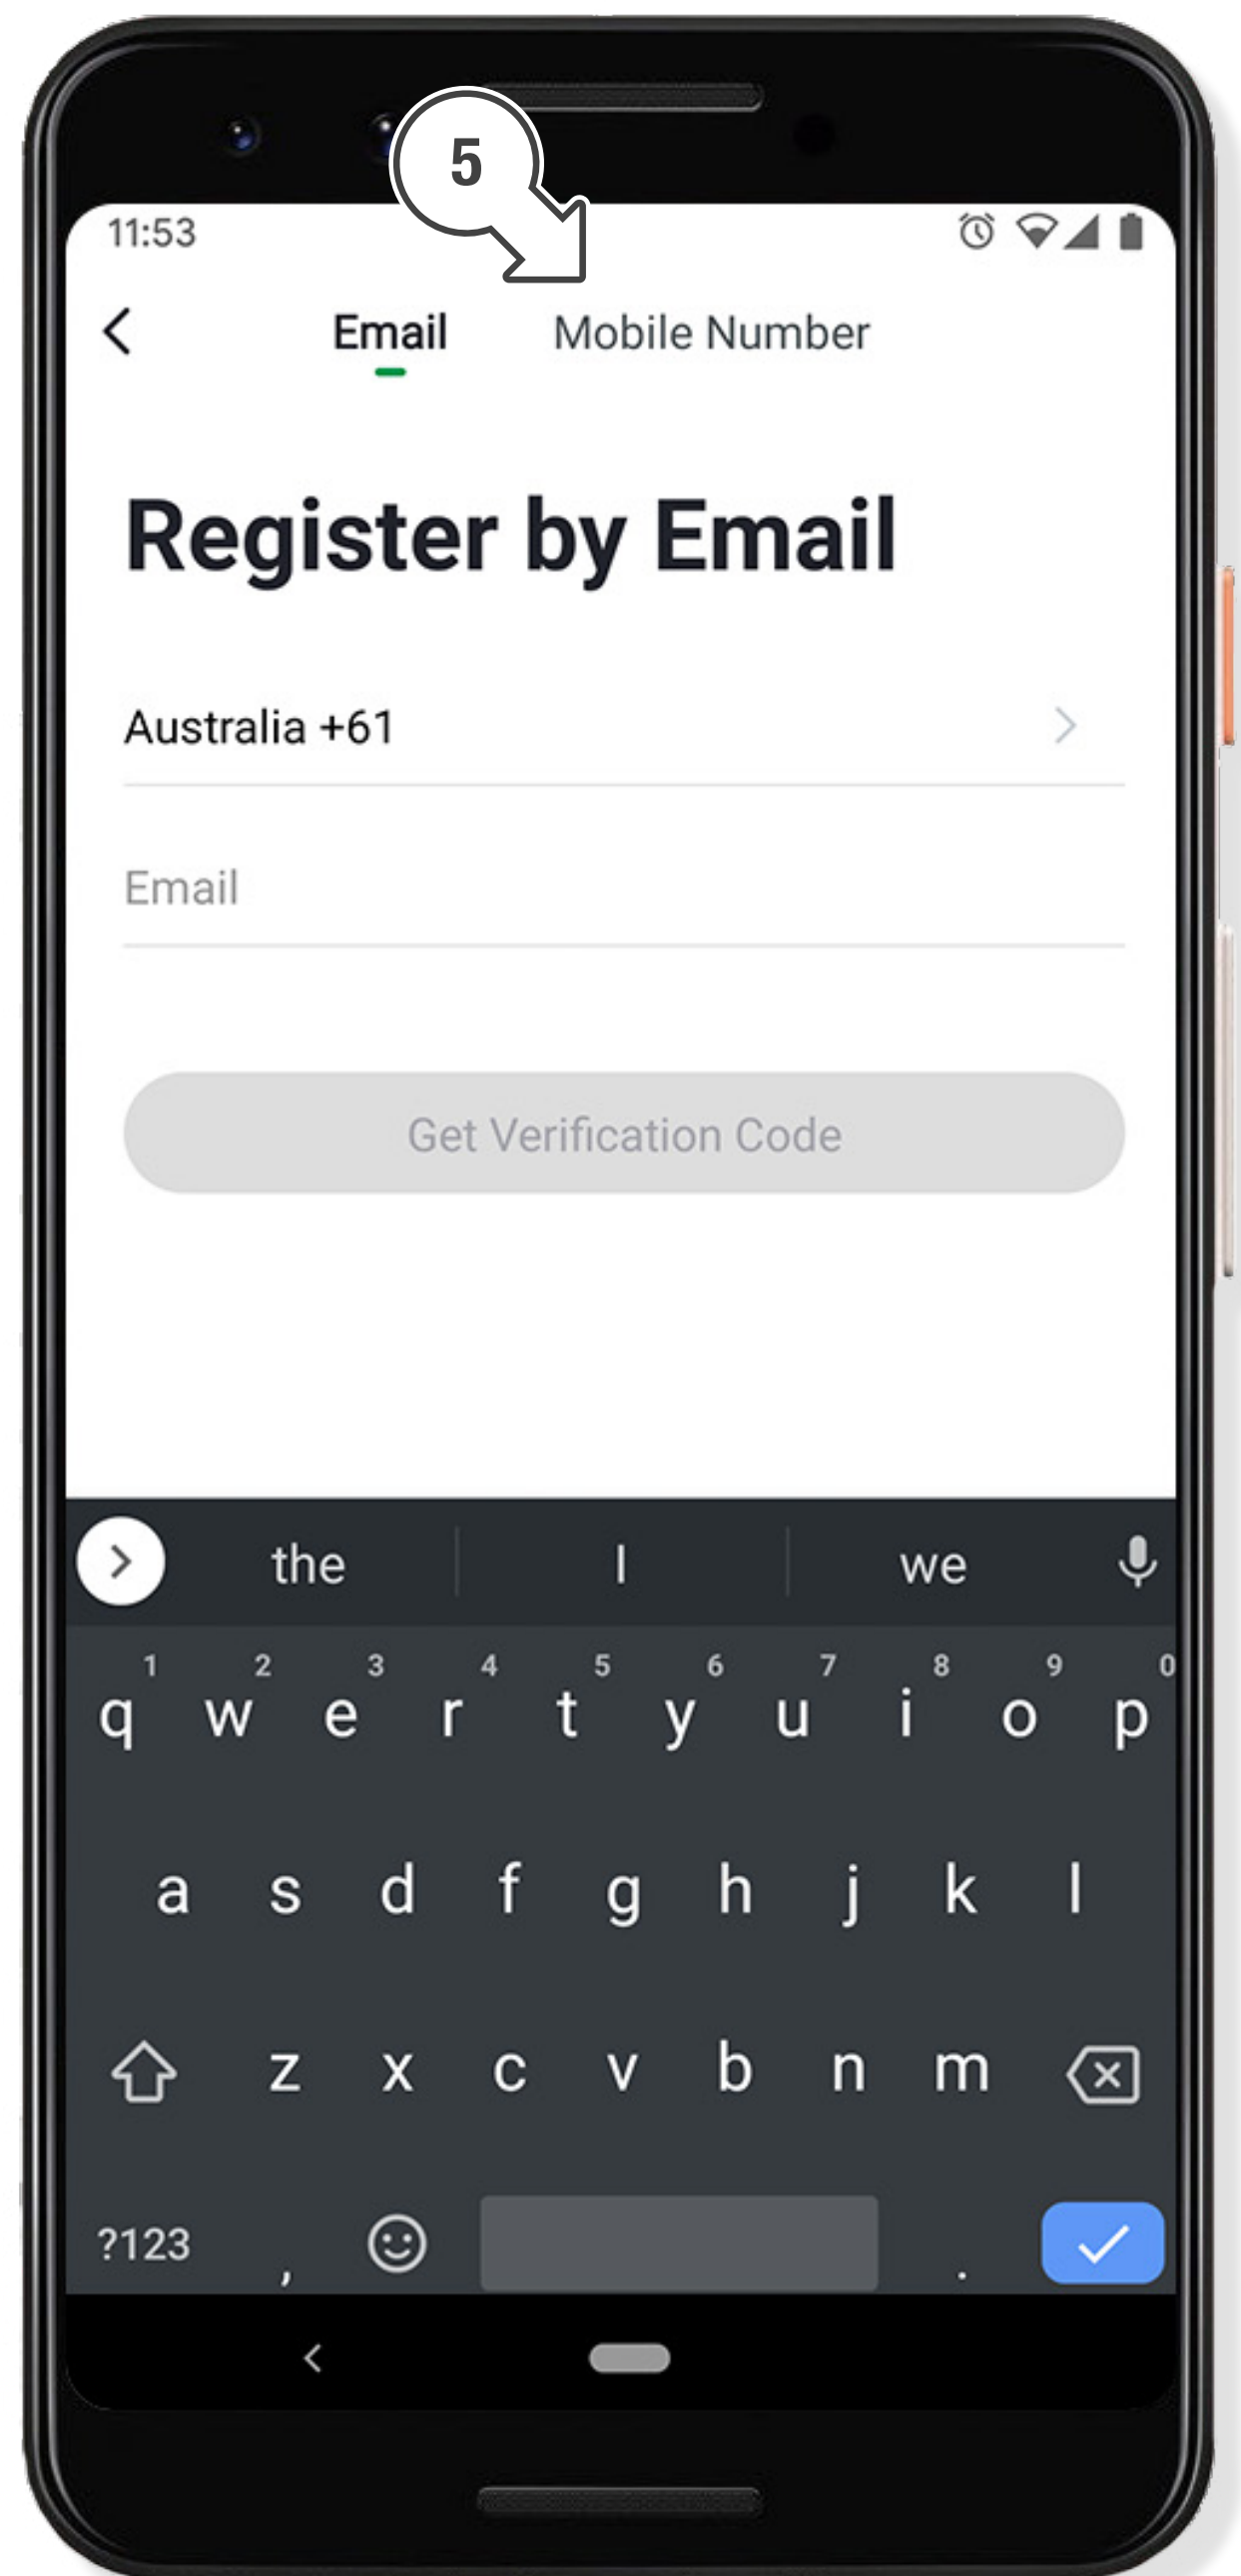 5
11:53
Email Mobile Number
Register by Email
Australia +61
Email
Get Verification Code
the I we
1 2 3 4 5 6 7 8 9 0
q w e r t y u i o p
a s d f g h j k l
z x c v b n m
?123 , .